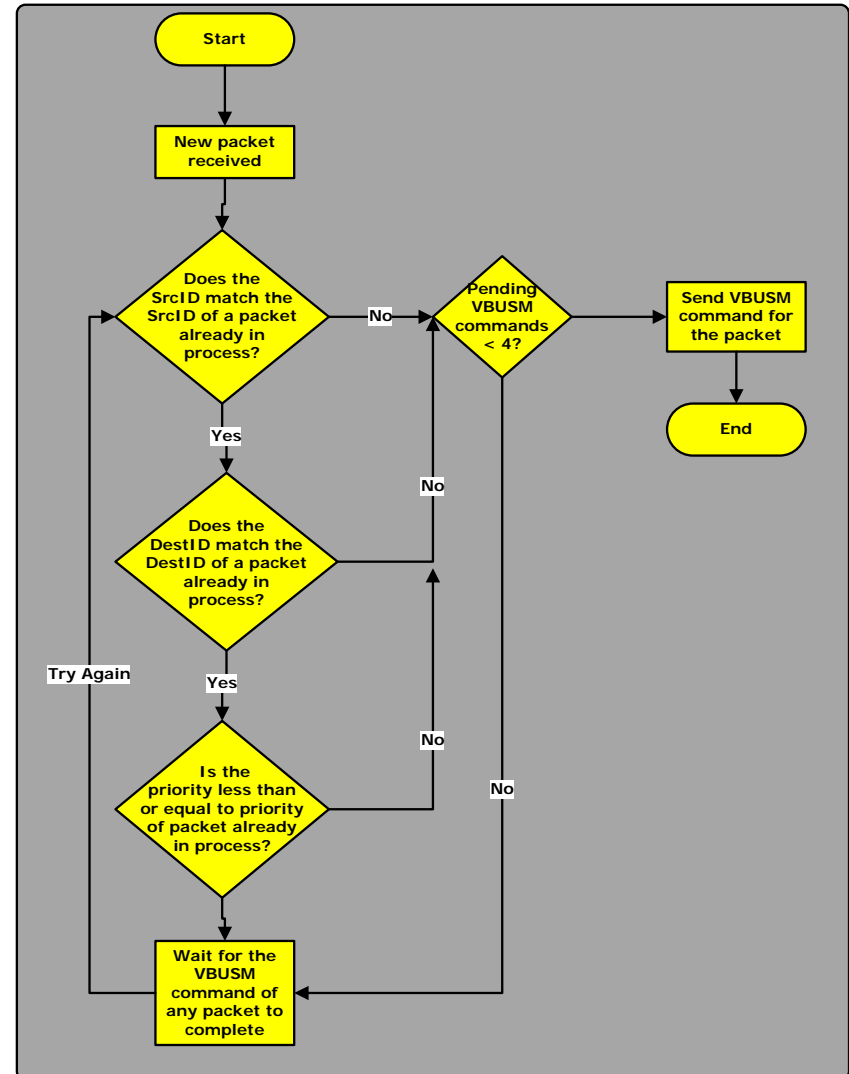 Start
New packet
received
Does the
SrcID match the
SrcID of a packet
already in
process?
No
Pending
VBUSM
commands
< 4?
Send VBUSM
command for
the packet
End
Yes
Does the
DestID match the
DestID of a packet
already in
process?
No
Try Again
Yes
Is the
priority less than
or equal to priority
of packet already
in process?
No
No
Wait for the
VBUSM
command of
any packet to
complete